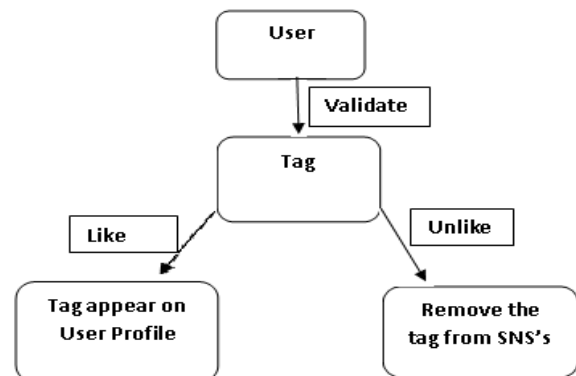 User
Validate
Tag
Like
Unlike
Tag appear on
User Profile
Remove the
tag from SNS's